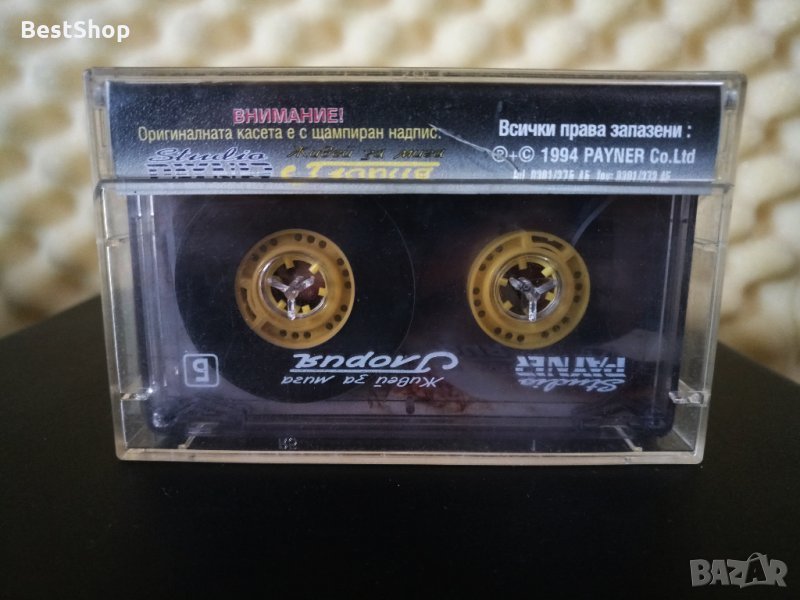 BestShop
ВНИМАНИЕ!
Оригиналната касета е с щампиран надпис:
Studio PAYNER
Живей за мига
Глория
Всички права запазени :
℗+© 1994 PAYNER Co.Ltd
Живей за мига
Глория
Studio
PAYNER
Б
BAZAR